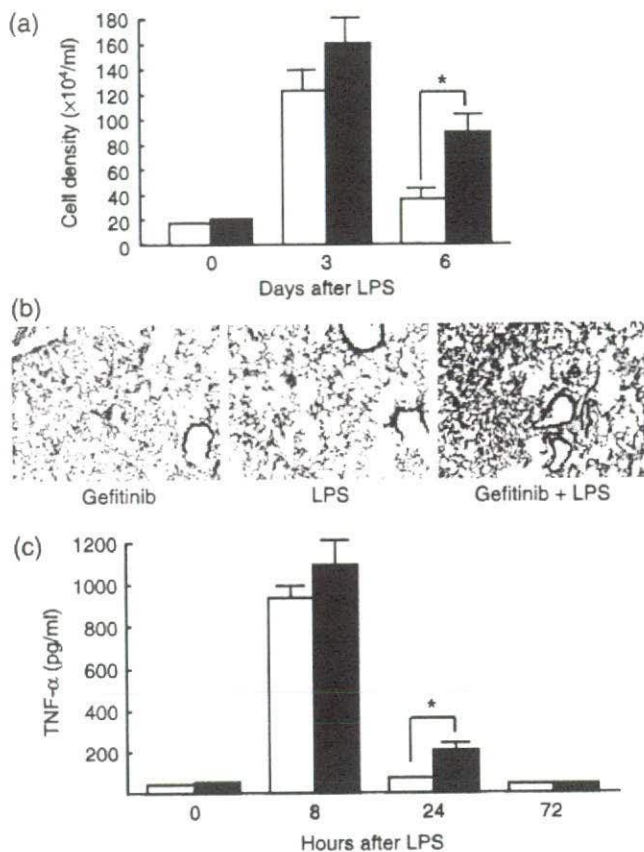 (a)
Cell density (×10⁴/ml)
180
160
140
120
100
80
60
40
20
0
*
0 3 6
Days after LPS
(b)
Gefitinib LPS Gefitinib + LPS
(c)
TNF-α (pg/ml)
1200
1000
800
600
400
200
*
0 8 24 72
Hours after LPS